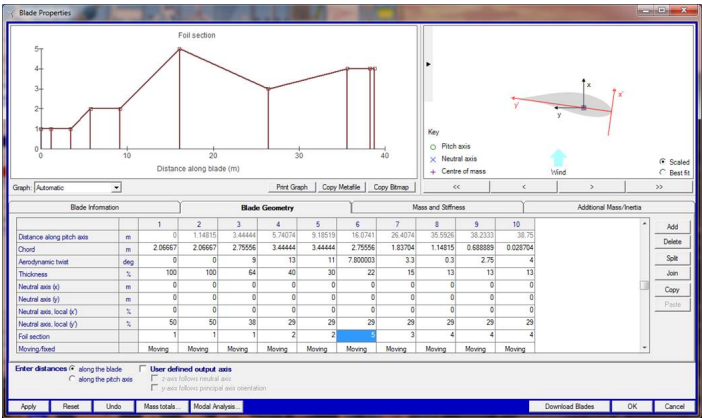 Blade Properties
Foil section
5
4
3
2
1
0
0
10
20
30
40
Distance along blade (m)
x
x'
y'
y
Key
Pitch axis
Neutral axis
Centre of mass
Wind
Scaled
Best fit
Graph: Automatic
Print Graph Copy Metafile Copy Bitmap << < > >>
Blade Information Blade Geometry Mass and Stiffness Additional Mass/Inertia
1 2 3 4 5 6 7 8 9 10
Distance along pitch axis m 0 1.14815 3.44444 5.74074 9.18519 16.0741 26.4074 35.5926 38.2333 38.75
Chord m 2.06667 2.06667 2.75556 3.44444 3.44444 2.75556 1.83704 1.14815 0.688889 0.028704
Aerodynamic twist deg 0 0 9 13 11 7.800003 3.3 0.3 2.75 4
Thickness % 100 100 64 40 30 22 15 13 13 13
Neutral axis (x) m 0 0 0 0 0 0 0 0 0 0
Neutral axis (y) m 0 0 0 0 0 0 0 0 0 0
Neutral axis, local (x') % 0 0 0 0 0 0 0 0 0 0
Neutral axis, local (y') % 50 50 38 29 29 29 29 29 29 29
Foil section 1 1 1 2 2 5 3 4 4 4
Moving/fixed Moving Moving Moving Moving Moving Moving Moving Moving Moving Moving
Add
Delete
Split
Join
Copy
Paste
Enter distances along the blade User defined output axis
along the pitch axis z-axis follows neutral axis
y-axis follows principal axis orientation
Apply Reset Undo Mass totals... Modal Analysis... Download Blades OK Cancel